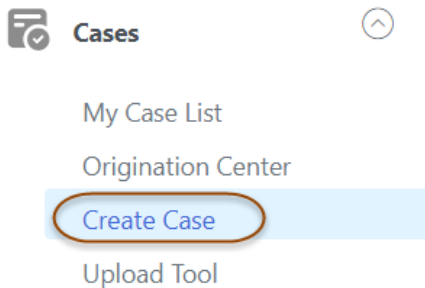 Cases
My Case List
Origination Center
Create Case
Upload Tool